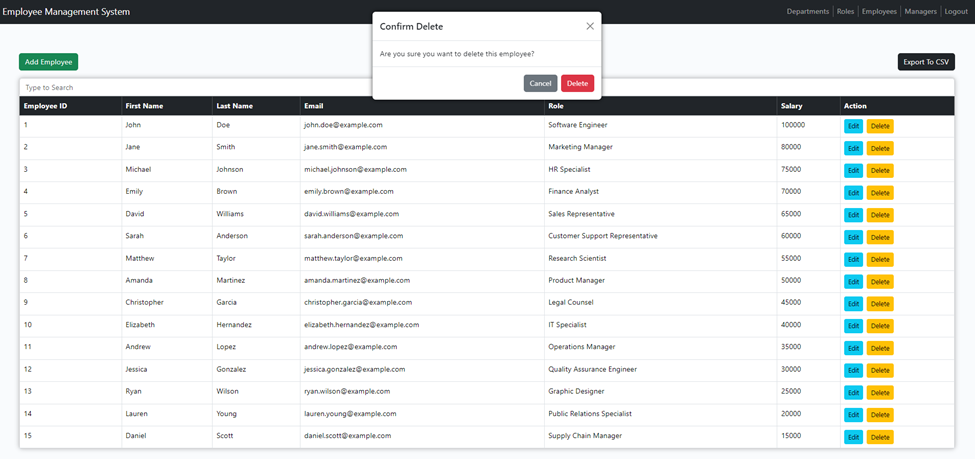 Employee Management System
Departments Roles Employees Managers Logout
Confirm Delete
Are you sure you want to delete this employee?
Cancel Delete
Add Employee
Export To CSV
Type to Search
Employee ID First Name Last Name Email Role Salary Action
1 John Doe john.doe@example.com Software Engineer 100000 Edit Delete
2 Jane Smith jane.smith@example.com Marketing Manager 80000 Edit Delete
3 Michael Johnson michael.johnson@example.com HR Specialist 75000 Edit Delete
4 Emily Brown emily.brown@example.com Finance Analyst 70000 Edit Delete
5 David Williams david.williams@example.com Sales Representative 65000 Edit Delete
6 Sarah Anderson sarah.anderson@example.com Customer Support Representative 60000 Edit Delete
7 Matthew Taylor matthew.taylor@example.com Research Scientist 55000 Edit Delete
8 Amanda Martinez amanda.martinez@example.com Product Manager 50000 Edit Delete
9 Christopher Garcia christopher.garcia@example.com Legal Counsel 45000 Edit Delete
10 Elizabeth Hernandez elizabeth.hernandez@example.com IT Specialist 40000 Edit Delete
11 Andrew Lopez andrew.lopez@example.com Operations Manager 35000 Edit Delete
12 Jessica Gonzalez jessica.gonzalez@example.com Quality Assurance Engineer 30000 Edit Delete
13 Ryan Wilson ryan.wilson@example.com Graphic Designer 25000 Edit Delete
14 Lauren Young lauren.young@example.com Public Relations Specialist 20000 Edit Delete
15 Daniel Scott daniel.scott@example.com Supply Chain Manager 15000 Edit Delete